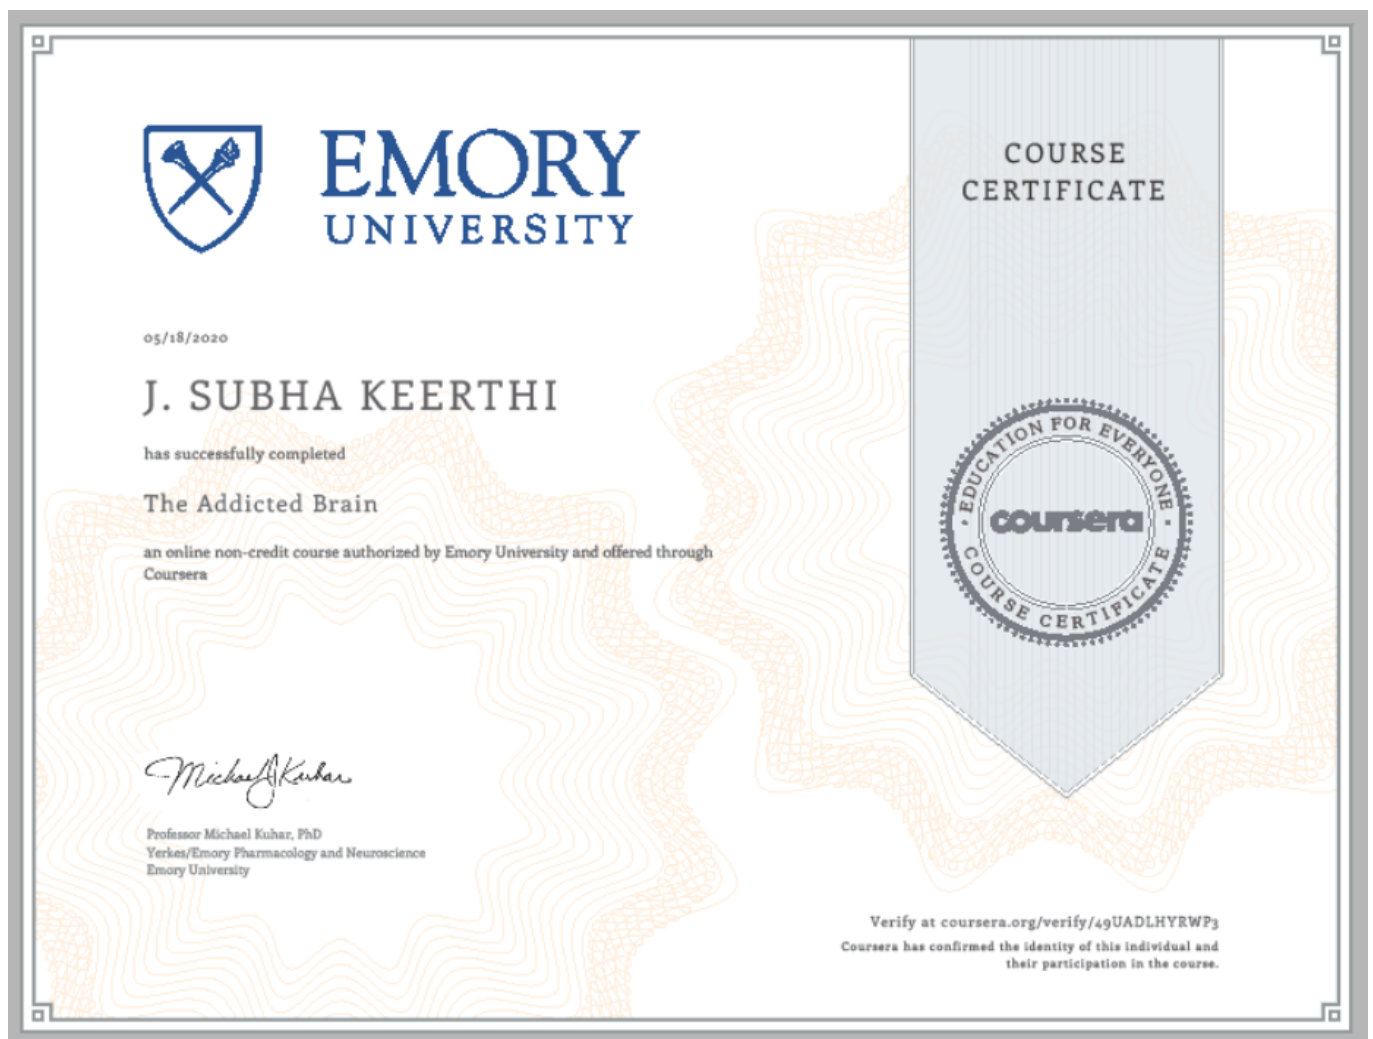 EMORY
UNIVERSITY
COURSE
CERTIFICATE
05/18/2020
J. SUBHA KEERTHI
has successfully completed
The Addicted Brain
an online non-credit course authorized by Emory University and offered through
Coursera
EDUCATION FOR EVERYONE
coursera
COURSE CERTIFICATE
Michael J Kuhar
Professor Michael Kuhar, PhD
Yerkes/Emory Pharmacology and Neuroscience
Emory University
Verify at coursera.org/verify/49UADLHYRWP3
Coursera has confirmed the identity of this individual and
their participation in the course.